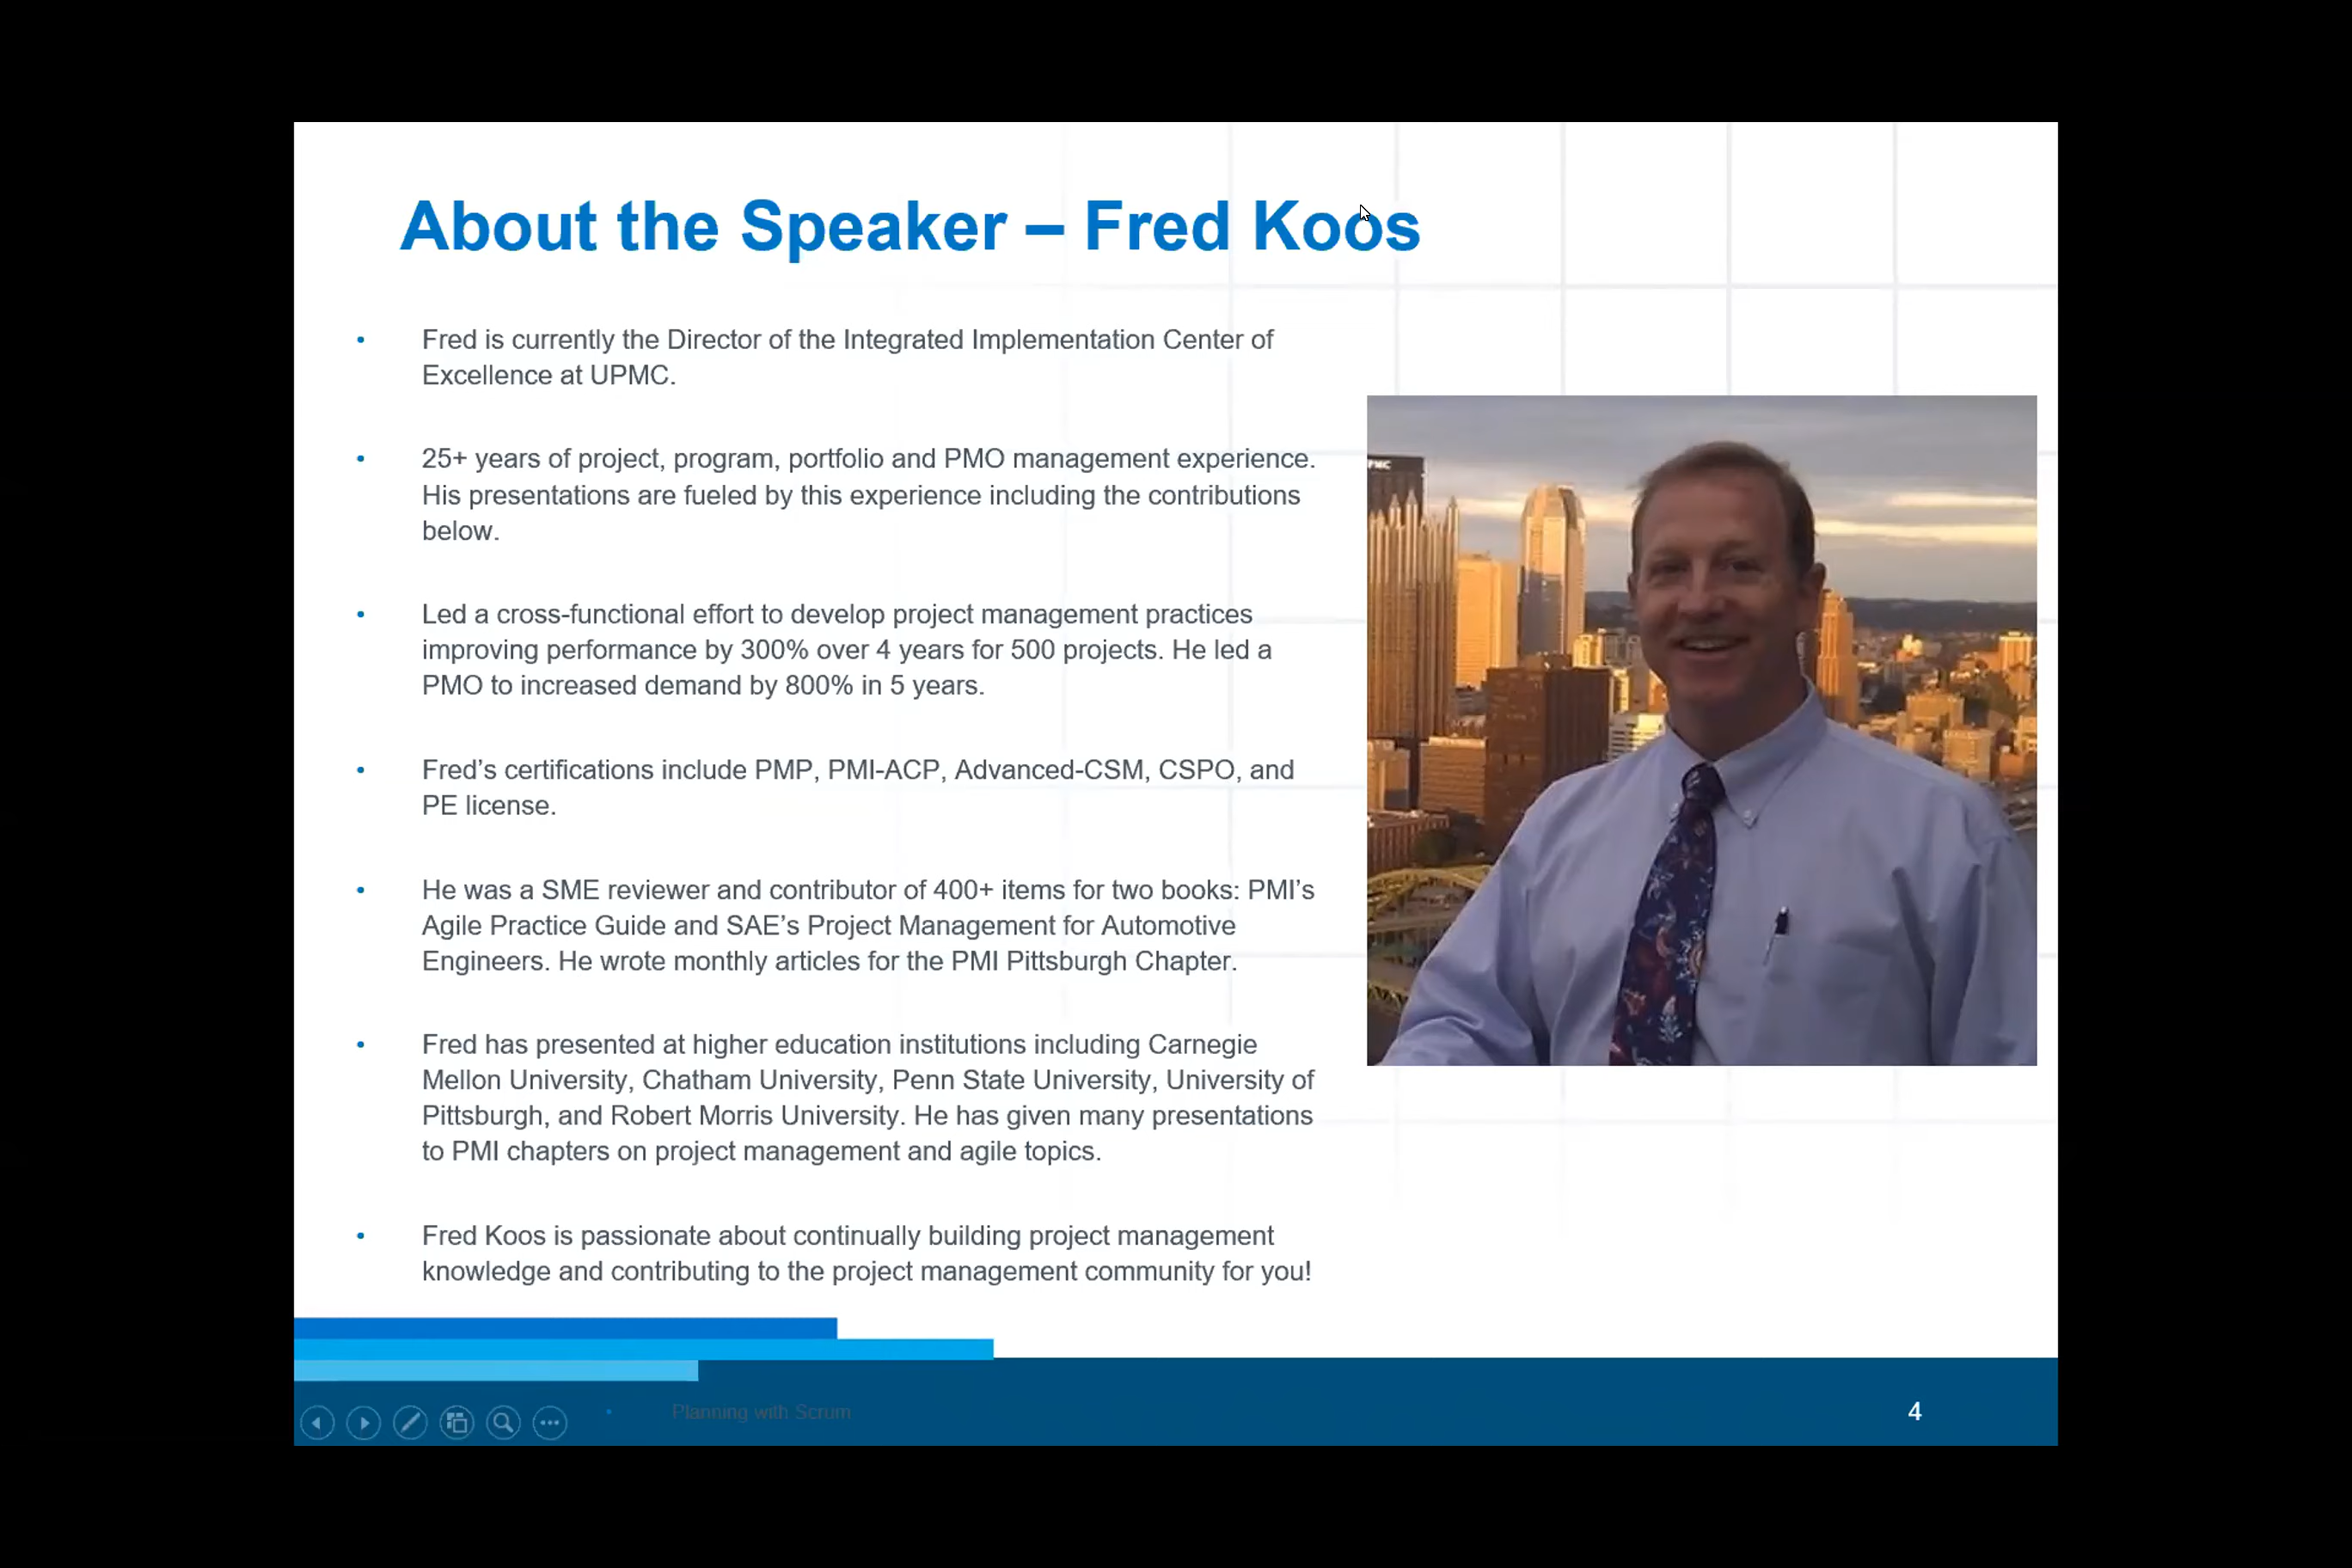 About the Speaker – Fred Koos
• Fred is currently the Director of the Integrated Implementation Center of
Excellence at UPMC.
• 25+ years of project, program, portfolio and PMO management experience.
His presentations are fueled by this experience including the contributions
below.
• Led a cross-functional effort to develop project management practices
improving performance by 300% over 4 years for 500 projects. He led a
PMO to increased demand by 800% in 5 years.
• Fred’s certifications include PMP, PMI-ACP, Advanced-CSM, CSPO, and
PE license.
• He was a SME reviewer and contributor of 400+ items for two books: PMI’s
Agile Practice Guide and SAE’s Project Management for Automotive
Engineers. He wrote monthly articles for the PMI Pittsburgh Chapter.
• Fred has presented at higher education institutions including Carnegie
Mellon University, Chatham University, Penn State University, University of
Pittsburgh, and Robert Morris University. He has given many presentations
to PMI chapters on project management and agile topics.
• Fred Koos is passionate about continually building project management
knowledge and contributing to the project management community for you!
• Planning with Scrum
4